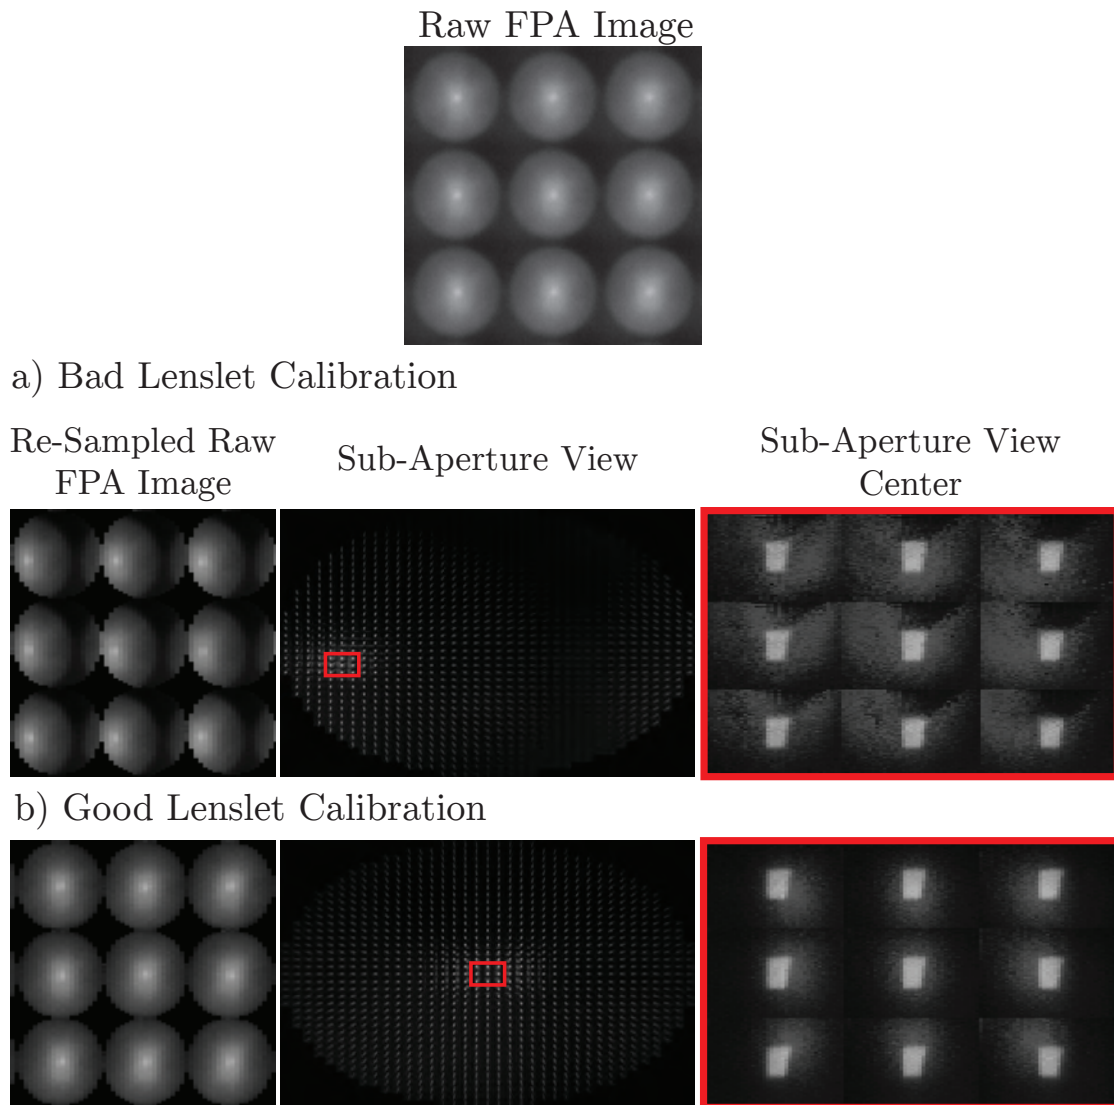 Raw FPA Image
a) Bad Lenslet Calibration
Re-Sampled Raw
FPA Image
Sub-Aperture View
Sub-Aperture View
Center
b) Good Lenslet Calibration